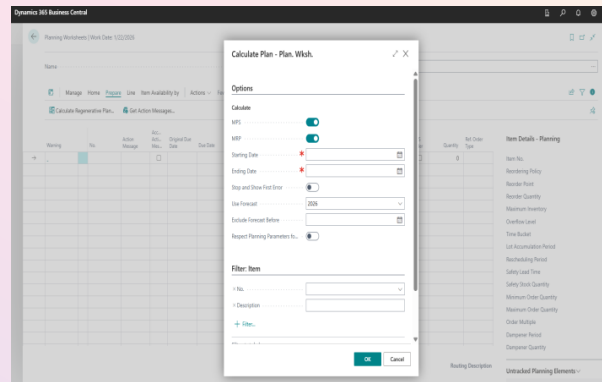 Dynamics 365 Business Central
Planning Worksheets | Work Date: 1/22/2026
Name
Manage Home Prepare Line Item Availability by Actions
Calculate Regenerative Plan... Get Action Messages...
Warning No. Action Message Original Due Date Due Date Quantity Ref. Order Type
0
Calculate Plan - Plan. Wksh.
Options
Calculate
MPS
MRP
Starting Date *
Ending Date *
Stop and Show First Error
Use Forecast 2026
Exclude Forecast Before
Respect Planning Parameters fo...
Filter: Item
× No.
× Description
+ Filter...
OK Cancel
Item Details - Planning
Item No.
Reordering Policy
Reorder Point
Reorder Quantity
Maximum Inventory
Overflow Level
Time Bucket
Lot Accumulation Period
Rescheduling Period
Safety Lead Time
Safety Stock Quantity
Minimum Order Quantity
Maximum Order Quantity
Order Multiple
Dampener Period
Dampener Quantity
Routing Description
Untracked Planning Elements